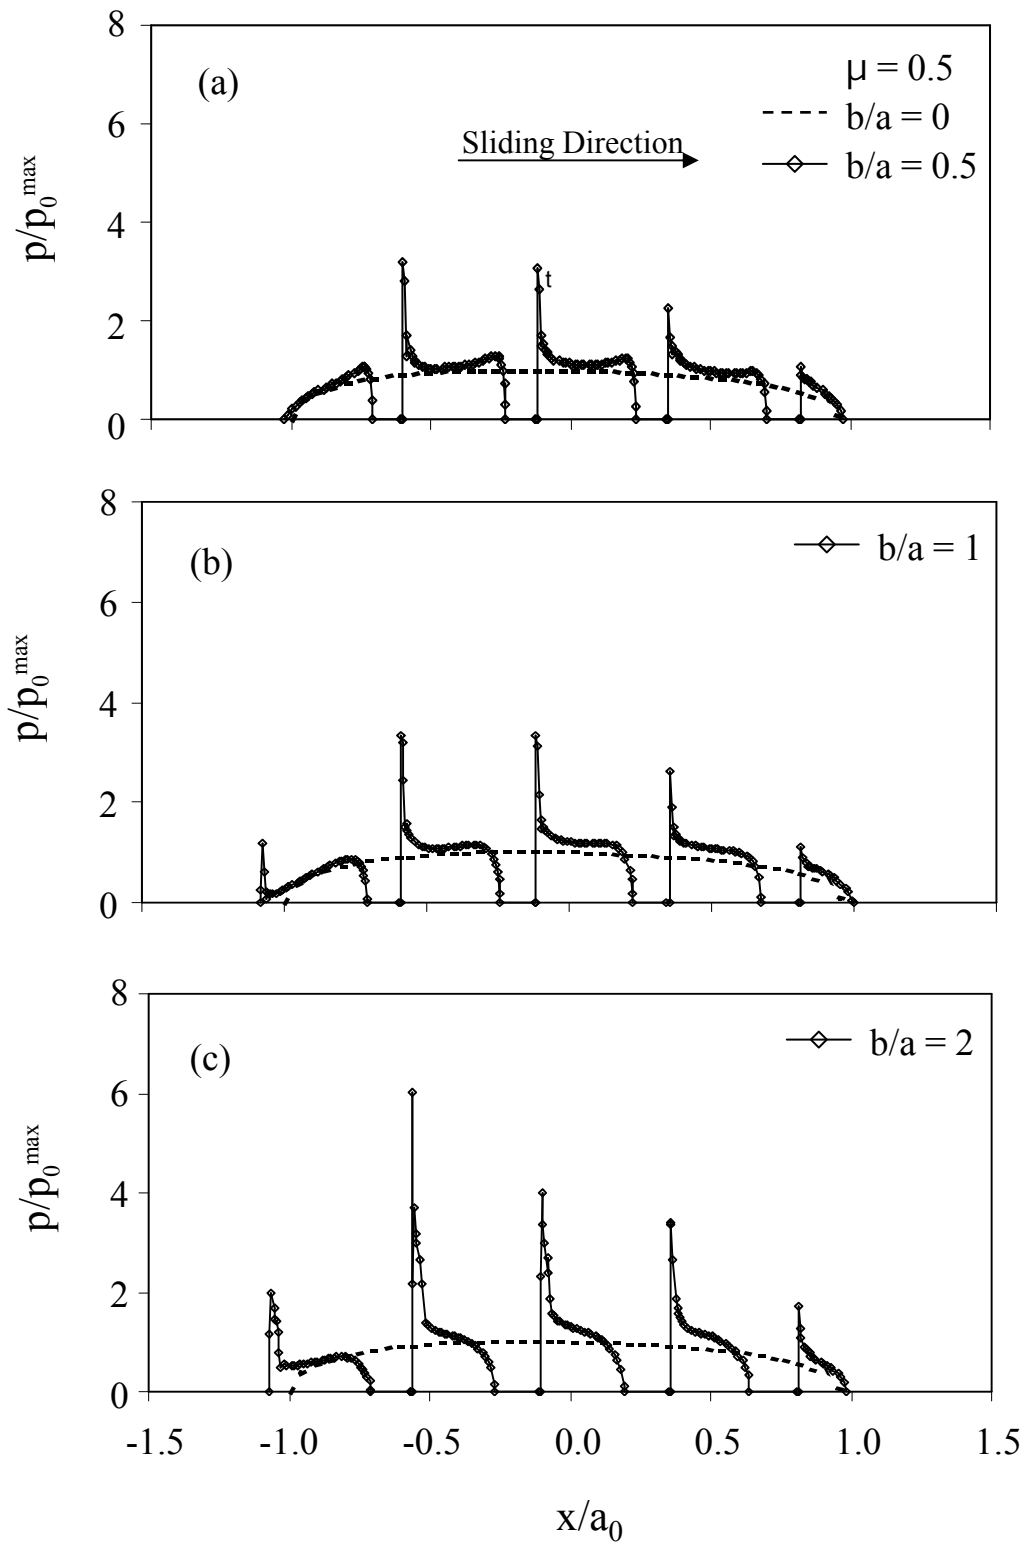 8
6
4
2
0
p/p₀ᵐᵃˣ
(a)
μ = 0.5
b/a = 0
b/a = 0.5
Sliding Direction
t
8
6
4
2
0
p/p₀ᵐᵃˣ
(b)
b/a = 1
8
6
4
2
0
p/p₀ᵐᵃˣ
(c)
b/a = 2
-1.5 -1.0 -0.5 0.0 0.5 1.0 1.5
x/a₀